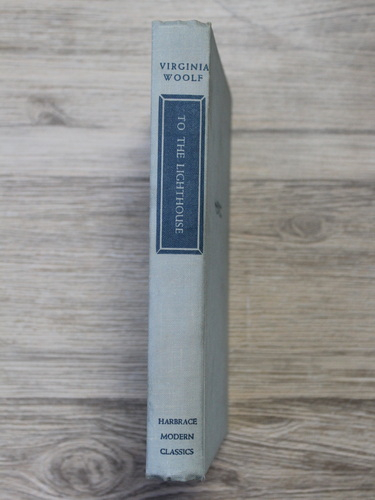 VIRGINIA
WOOLF
TO THE LIGHTHOUSE
HARBRACE
MODERN
CLASSICS